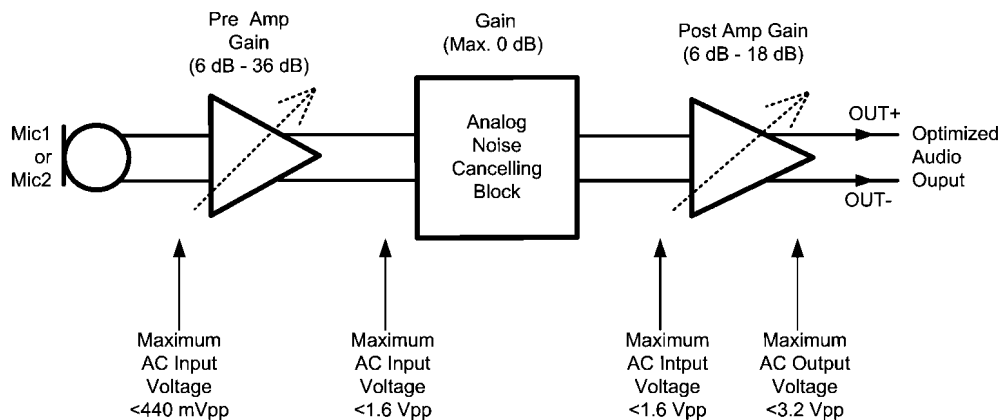 Pre Amp
Gain
(6 dB - 36 dB)
Gain
(Max. 0 dB)
Post Amp Gain
(6 dB - 18 dB)
Mic1
or
Mic2
Analog
Noise
Cancelling
Block
OUT+
OUT-
Optimized
Audio
Ouput
Maximum
AC Input
Voltage
<440 mVpp
Maximum
AC Input
Voltage
<1.6 Vpp
Maximum
AC Intput
Voltage
<1.6 Vpp
Maximum
AC Output
Voltage
<3.2 Vpp